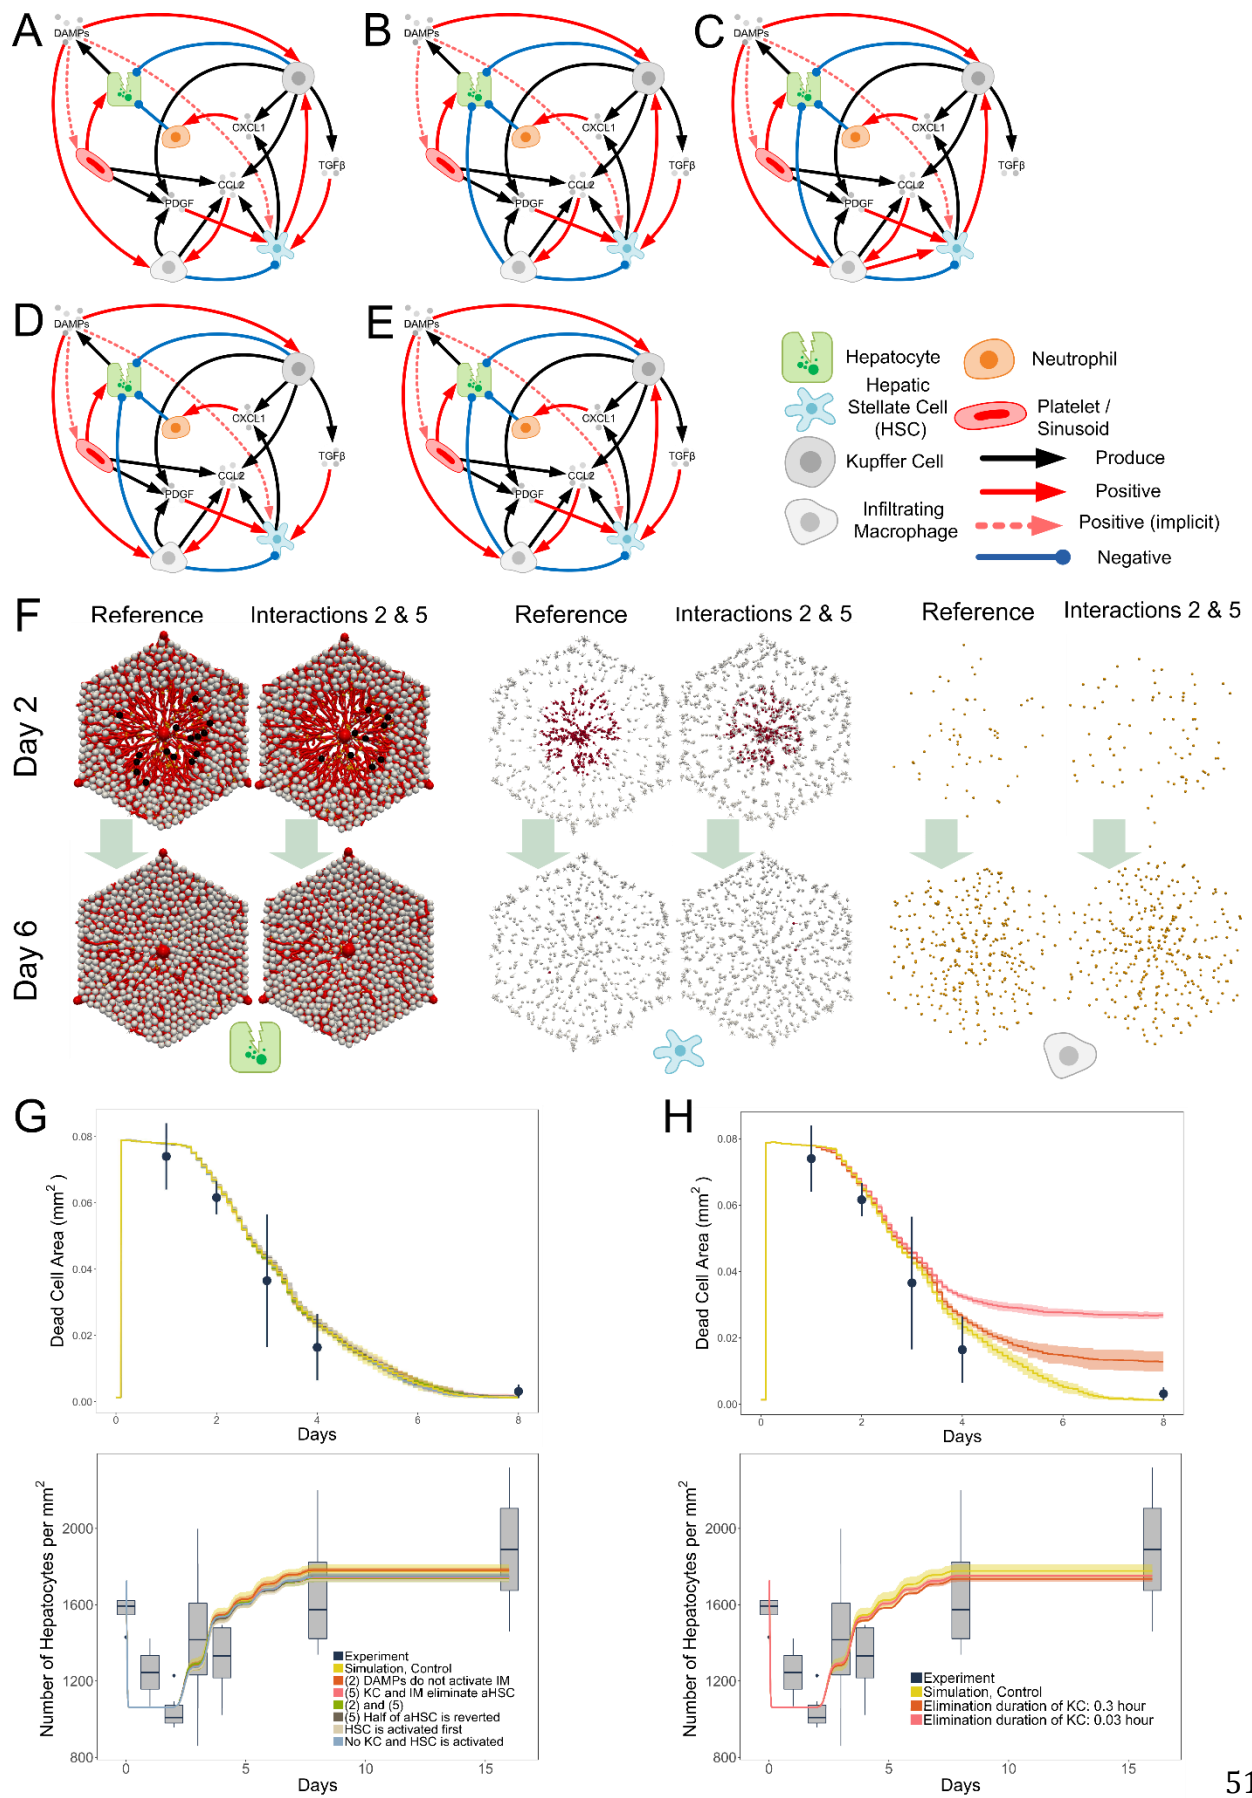 A
DAMPs
CXCL1
TGFβ
CCL2
PDGF
B
DAMPs
CXCL1
TGFβ
CCL2
PDGF
C
DAMPs
CXCL1
TGFβ
CCL2
PDGF
D
DAMPs
CXCL1
TGFβ
CCL2
PDGF
E
DAMPs
CXCL1
TGFβ
CCL2
PDGF
Hepatocyte
Neutrophil
Hepatic
Stellate Cell
(HSC)
Platelet /
Sinusoid
Kupffer Cell
Infiltrating
Macrophage
Produce
Positive
Positive (implicit)
Negative
F
Reference Interactions 2 & 5
Reference Interactions 2 & 5
Reference Interactions 2 & 5
Day 2
Day 6
G
Dead Cell Area (mm²)
0.08
0.06
0.04
0.02
0.00
0 2 4 6 8
Days
Number of Hepatocytes per mm²
2000
1600
1200
800
Experiment
Simulation, Control
(2) DAMPs do not activate IM
(5) KC and IM eliminate aHSC
(2) and (5)
(5) Half of aHSC is reverted
HSC is activated first
No KC and HSC is activated
0 5 10 15
Days
H
Dead Cell Area (mm²)
0.08
0.06
0.04
0.02
0.00
0 2 4 6 8
Days
Number of Hepatocytes per mm²
2000
1600
1200
800
Experiment
Simulation, Control
Elimination duration of KC: 0.3 hour
Elimination duration of KC: 0.03 hour
0 5 10 15
Days
51